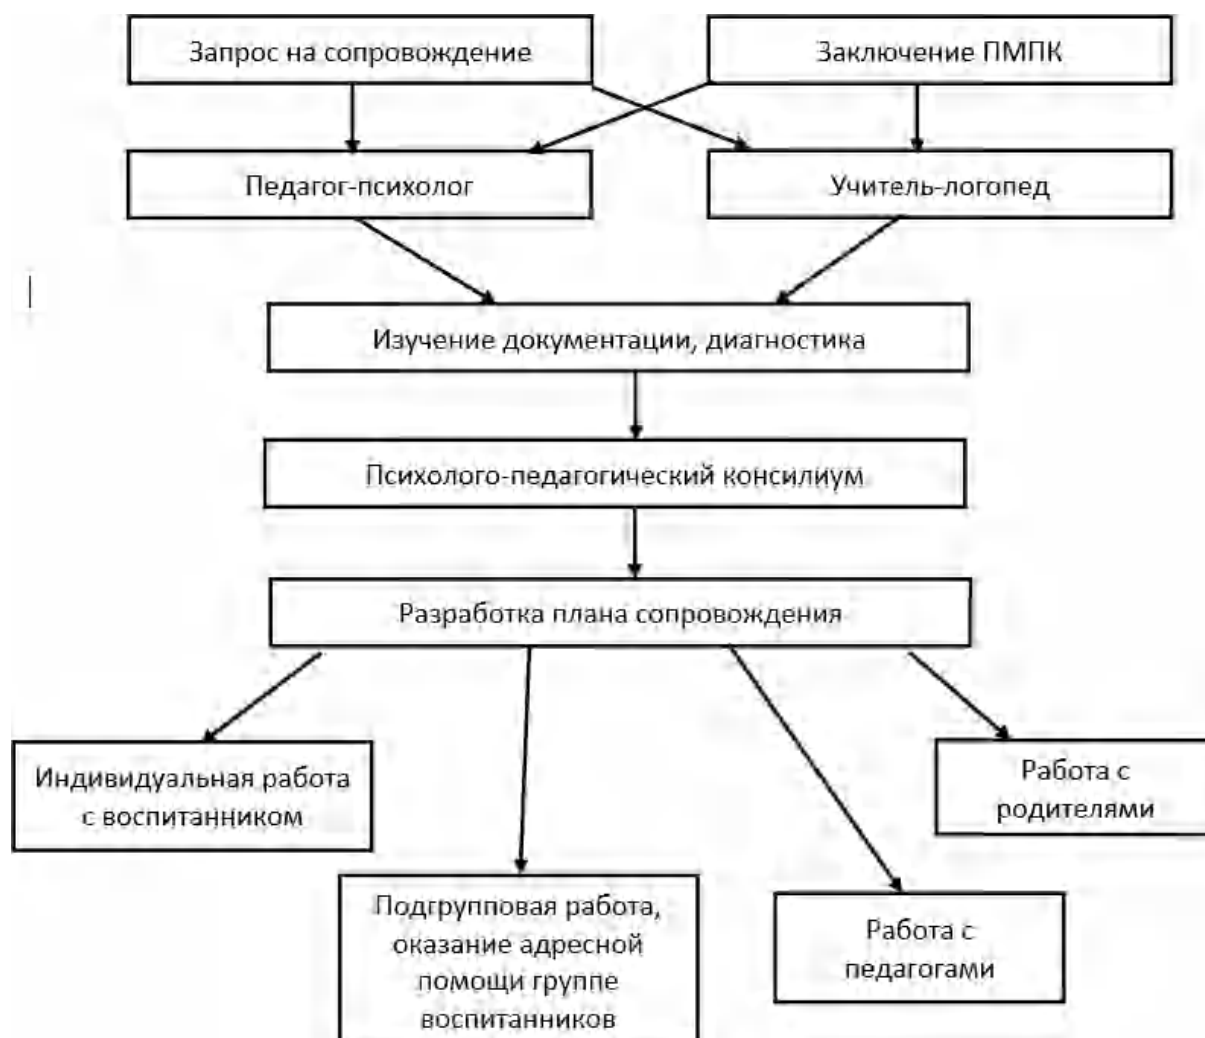 Запрос на сопровождение
Заключение ПМПК
Педагог-психолог
Учитель-логопед
Изучение документации, диагностика
Психолого-педагогический консилиум
Разработка плана сопровождения
Индивидуальная работа
с воспитанником
Работа с
родителями
Подгрупповая работа,
оказание адресной
помощи группе
воспитанников
Работа с
педагогами